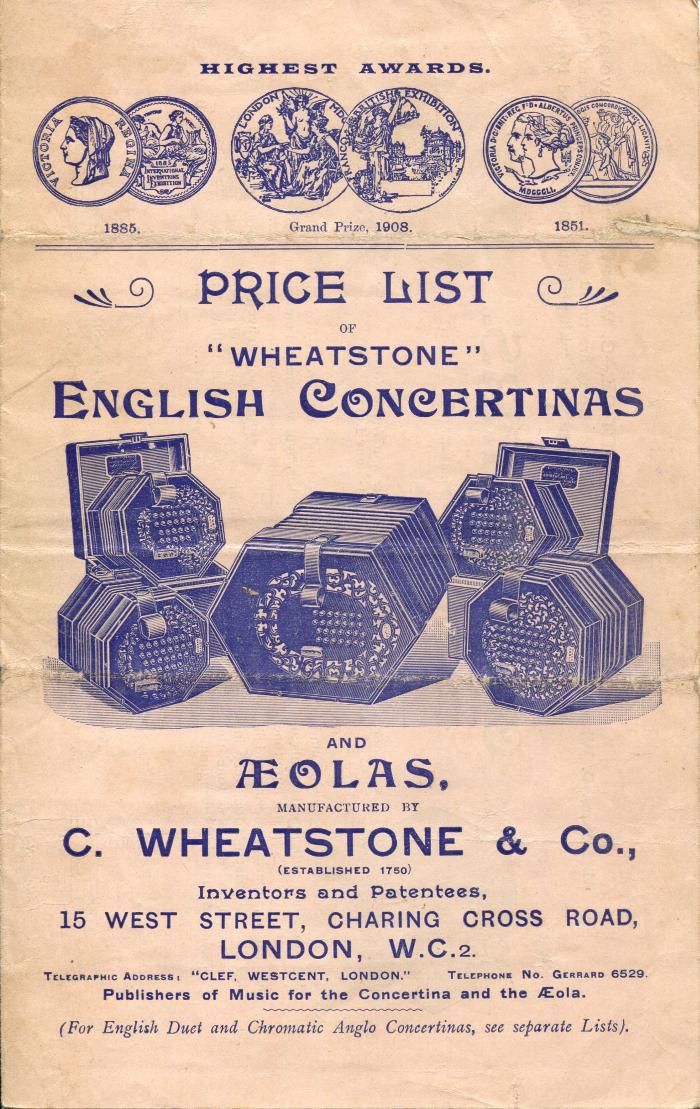 HIGHEST AWARDS.
VICTORIA REGINA
1885
INTERNATIONAL
INVENTIONS
EXHIBITION
LONDON
FRANCO BRITISH EXHIBITION
MDCCCLI.
1885.
Grand Prize, 1908.
1851.
PRICE LIST
OF
"WHEATSTONE"
ENGLISH CONCERTINAS
AND
ÆOLAS,
MANUFACTURED BY
C. WHEATSTONE & Co.,
(ESTABLISHED 1750)
Inventors and Patentees,
15 WEST STREET, CHARING CROSS ROAD,
LONDON, W.C.2.
TELEGRAPHIC ADDRESS: "CLEF, WESTCENT, LONDON." TELEPHONE No. GERRARD 6529.
Publishers of Music for the Concertina and the Æola.
(For English Duet and Chromatic Anglo Concertinas, see separate Lists).